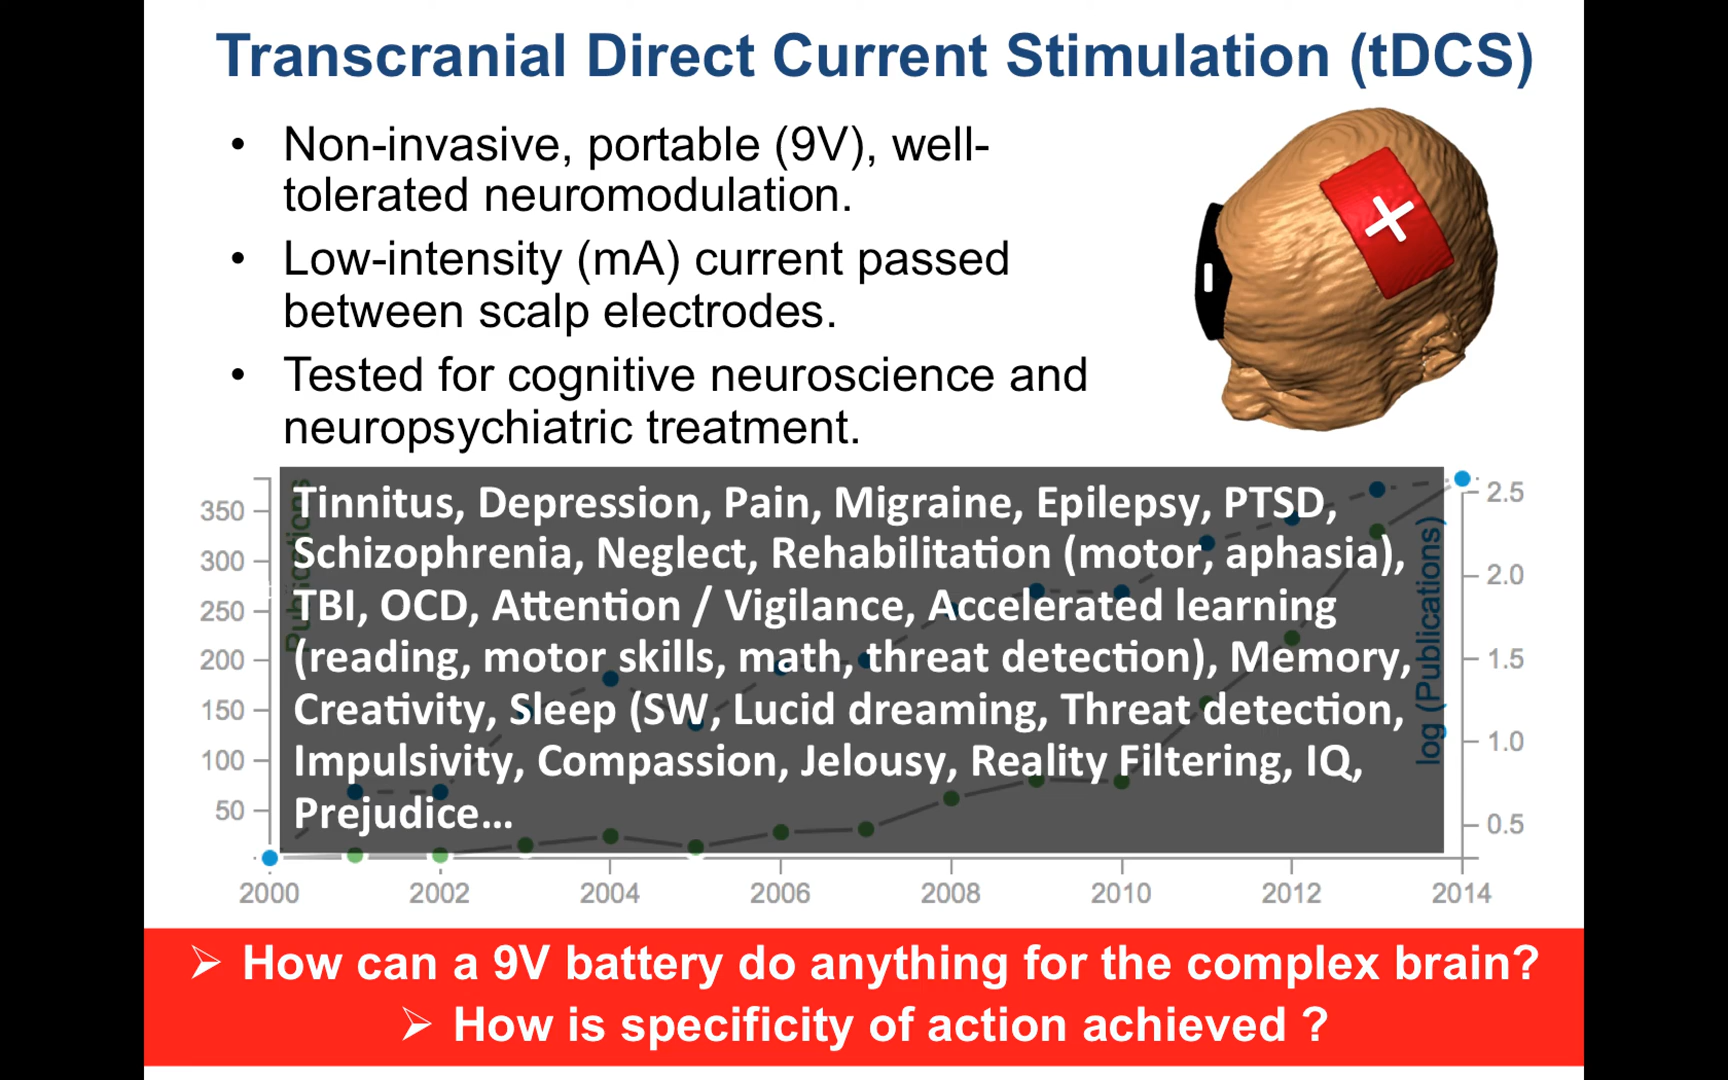 Transcranial Direct Current Stimulation (tDCS)
• Non-invasive, portable (9V), well-
tolerated neuromodulation.
• Low-intensity (mA) current passed
between scalp electrodes.
• Tested for cognitive neuroscience and
neuropsychiatric treatment.
Tinnitus, Depression, Pain, Migraine, Epilepsy, PTSD,
Schizophrenia, Neglect, Rehabilitation (motor, aphasia),
TBI, OCD, Attention / Vigilance, Accelerated learning
(reading, motor skills, math, threat detection), Memory,
Creativity, Sleep (SW, Lucid dreaming, Threat detection,
Impulsivity, Compassion, Jelousy, Reality Filtering, IQ,
Prejudice...
Publications
350
300
250
200
150
100
50
log (Publications)
2.5
2.0
1.5
1.0
0.5
2000 2002 2004 2006 2008 2010 2012 2014
➢ How can a 9V battery do anything for the complex brain?
➢ How is specificity of action achieved ?